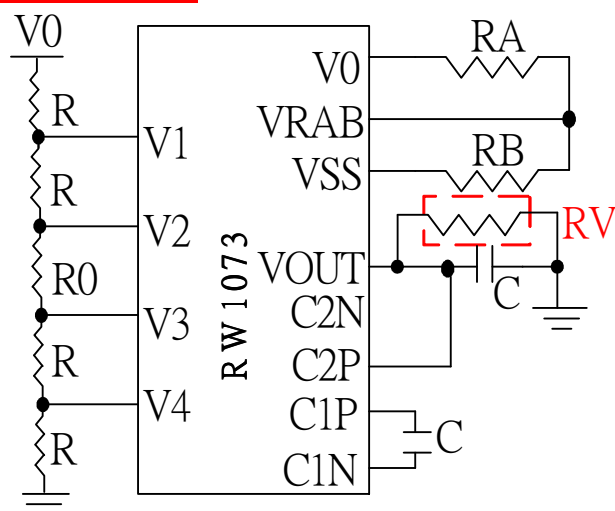 V0
R
R
R0
R
R
V1
V2
V3
V4
RW1073
V0
VRAB
VSS
VOUT
C2N
C2P
C1P
C1N
RA
RB
RV
C
C